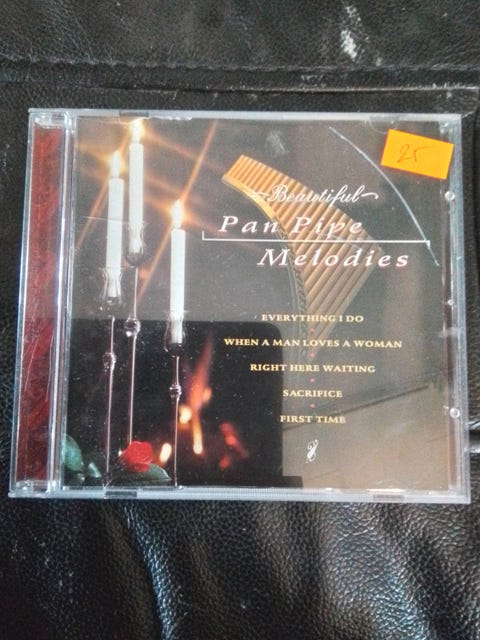 25
Beautiful
Pan Pipe
Melodies
EVERYTHING I DO
WHEN A MAN LOVES A WOMAN
RIGHT HERE WAITING
SACRIFICE
FIRST TIME